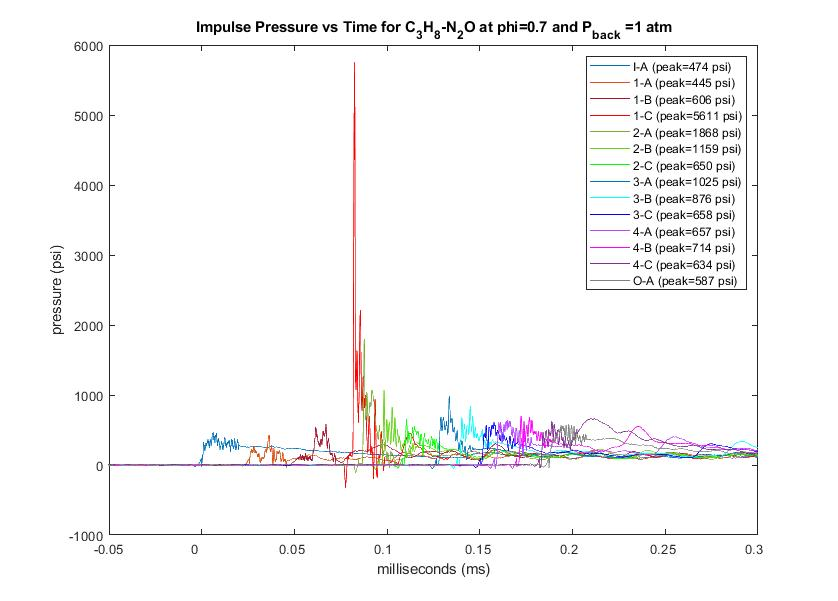 Impulse Pressure vs Time for C3H8-N2O at phi=0.7 and Pback =1 atm
6000
5000
4000
3000
2000
1000
0
-1000
pressure (psi)
I-A (peak=474 psi)
1-A (peak=445 psi)
1-B (peak=606 psi)
1-C (peak=5611 psi)
2-A (peak=1868 psi)
2-B (peak=1159 psi)
2-C (peak=650 psi)
3-A (peak=1025 psi)
3-B (peak=876 psi)
3-C (peak=658 psi)
4-A (peak=657 psi)
4-B (peak=714 psi)
4-C (peak=634 psi)
O-A (peak=587 psi)
-0.05 0 0.05 0.1 0.15 0.2 0.25 0.3
milliseconds (ms)